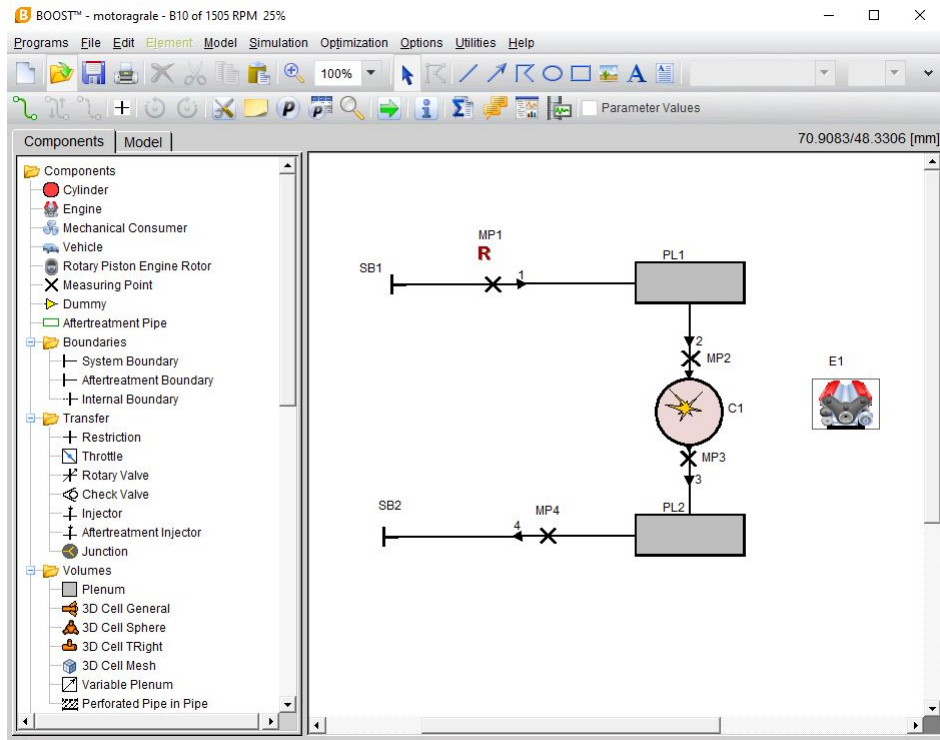 BOOST™ - motoragrale - B10 of 1505 RPM 25%
Programs File Edit Element Model Simulation Optimization Options Utilities Help
100% A
P P i Σ Parameter Values
Components Model 70.9083/48.3306 [mm]
Components
Cylinder
Engine
Mechanical Consumer
Vehicle
Rotary Piston Engine Rotor
Measuring Point
Dummy
Aftertreatment Pipe
Boundaries
System Boundary
Aftertreatment Boundary
Internal Boundary
Transfer
Restriction
Throttle
Rotary Valve
Check Valve
Injector
Aftertreatment Injector
Junction
Volumes
Plenum
3D Cell General
3D Cell Sphere
3D Cell TRight
3D Cell Mesh
Variable Plenum
Perforated Pipe in Pipe
MP1
R
SB1
1
PL1
2
MP2
E1
C1
MP3
3
SB2
4
MP4
PL2